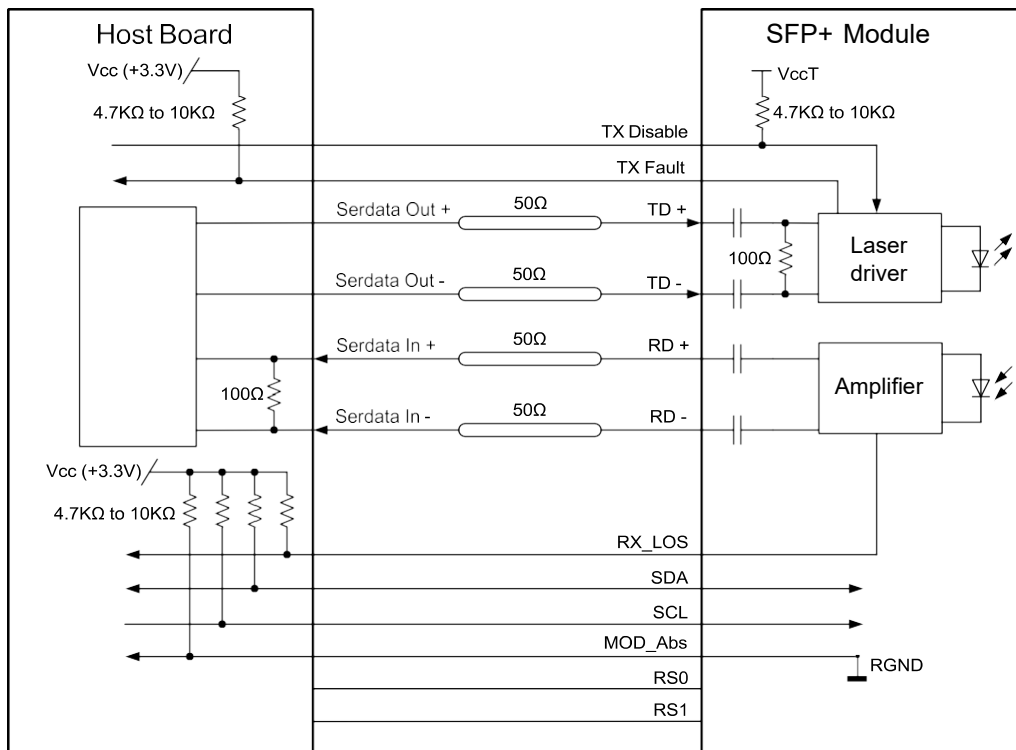 Host Board
SFP+ Module
Vcc (+3.3V)
VccT
4.7KΩ to 10KΩ
4.7KΩ to 10KΩ
TX Disable
TX Fault
Serdata Out +
50Ω
TD +
Laser
driver
100Ω
Serdata Out -
50Ω
TD -
Serdata In +
50Ω
RD +
100Ω
Amplifier
Serdata In -
50Ω
RD -
Vcc (+3.3V)
4.7KΩ to 10KΩ
RX_LOS
SDA
SCL
MOD_Abs
RGND
RS0
RS1